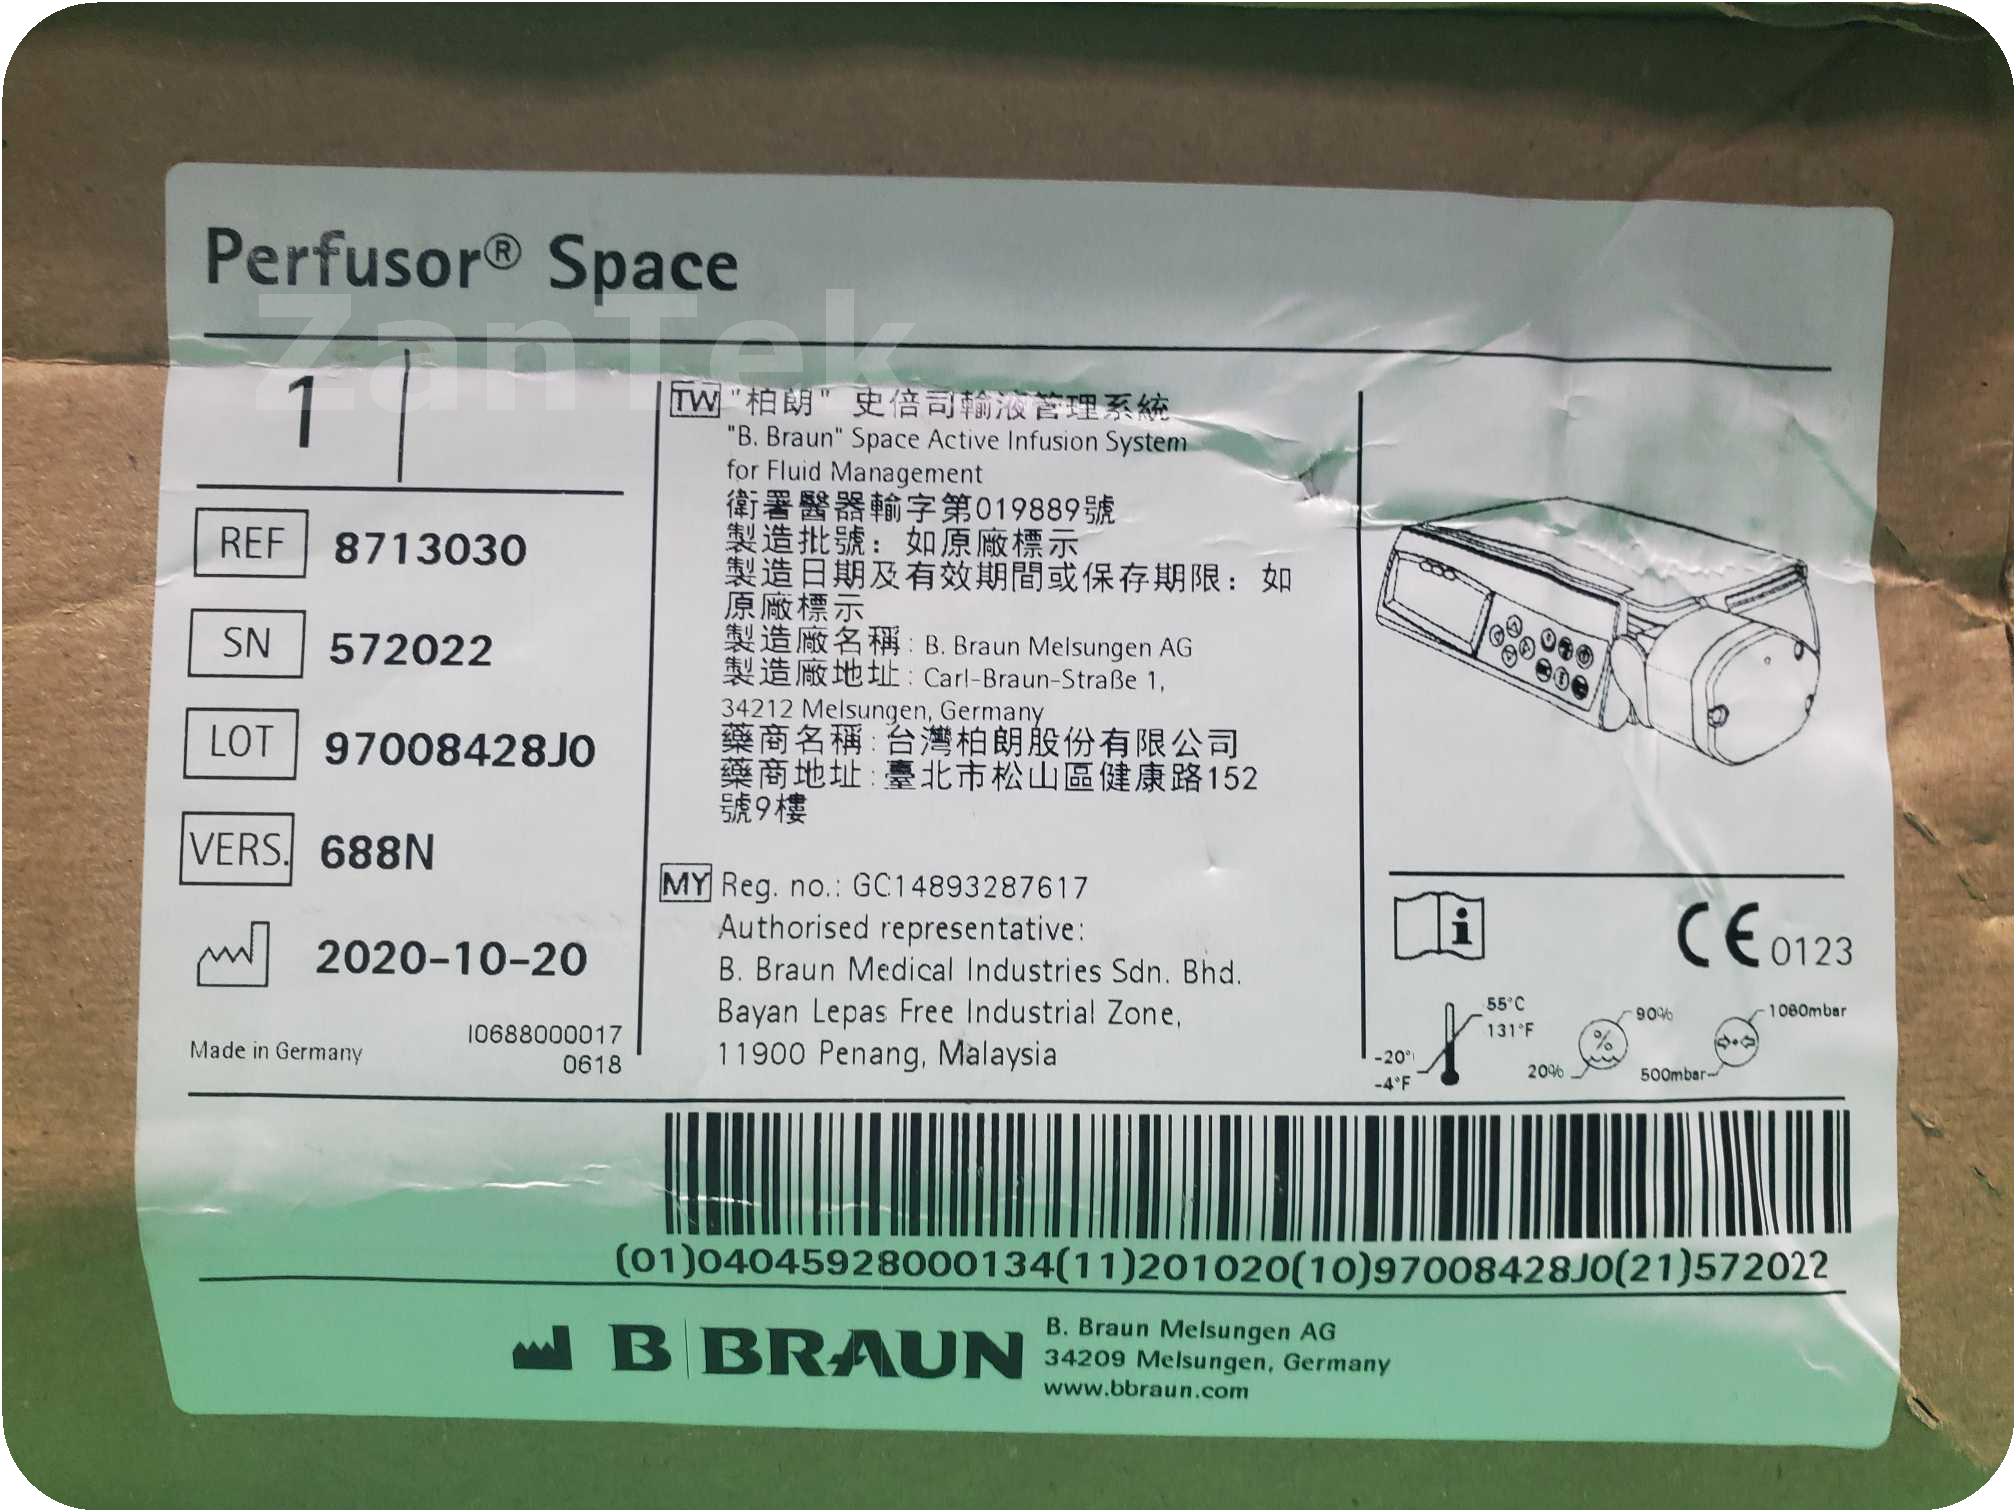 Perfusor® Space
ZanTek
1
REF 8713030
SN 572022
LOT 97008428J0
VERS. 688N
2020-10-20
Made in Germany
I0688000017
0618
TW "柏朗" 史倍司輸液管理系統
"B. Braun" Space Active Infusion System
for Fluid Management
衛署醫器輸字第019889號
製造批號：如原廠標示
製造日期及有效期間或保存期限：如
原廠標示
製造廠名稱：B. Braun Melsungen AG
製造廠地址：Carl-Braun-Straße 1,
34212 Melsungen, Germany
藥商名稱：台灣柏朗股份有限公司
藥商地址：臺北市松山區健康路152
號9樓
MY Reg. no.: GC14893287617
Authorised representative:
B. Braun Medical Industries Sdn. Bhd.
Bayan Lepas Free Industrial Zone,
11900 Penang, Malaysia
i
CE 0123
55°C
131°F
-20°
-4°F
%
90%
20%
1060mbar
500mbar
(01)04045928000134(11)201020(10)97008428J0(21)572022
B BRAUN
B. Braun Melsungen AG
34209 Melsungen, Germany
www.bbraun.com